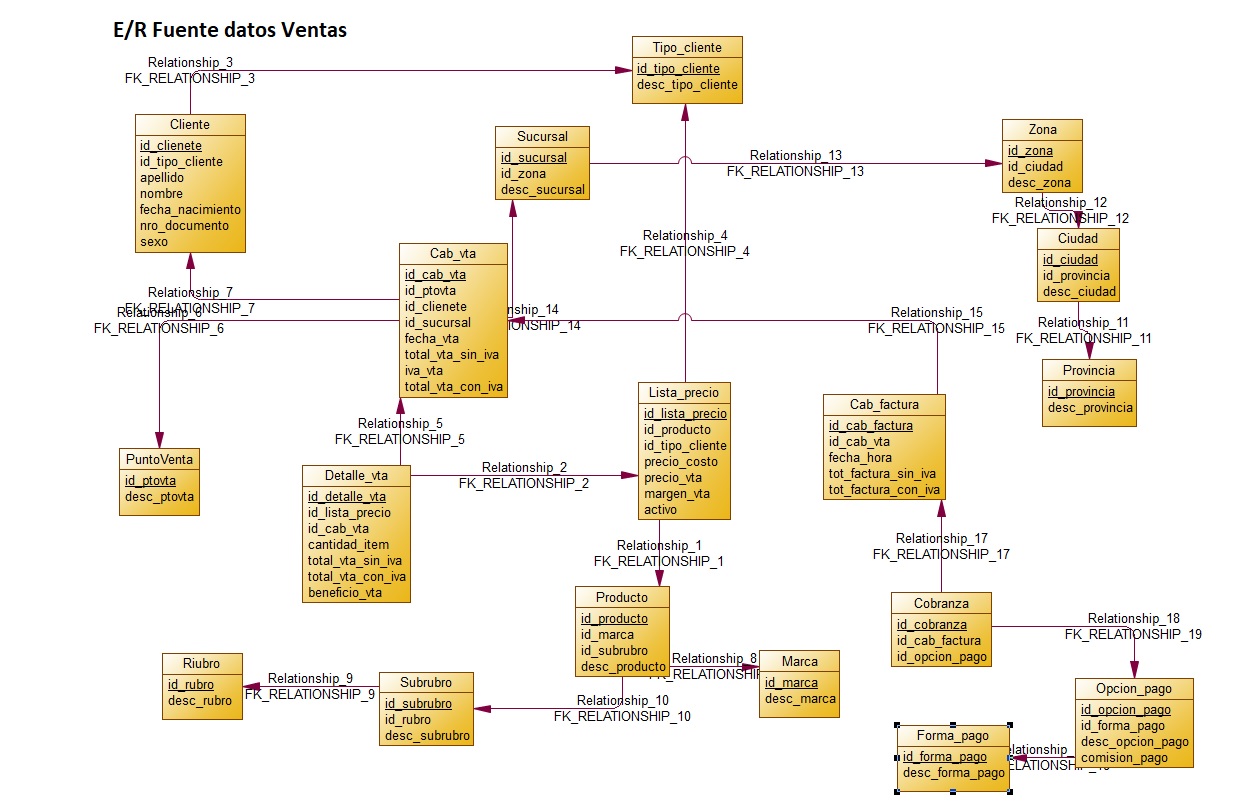 E/R Fuente datos Ventas
Relationship_3
FK_RELATIONSHIP_3
Tipo_cliente
id_tipo_cliente
desc_tipo_cliente
Cliente
id_clienete
id_tipo_cliente
apellido
nombre
fecha_nacimiento
nro_documento
sexo
Sucursal
id_sucursal
id_zona
desc_sucursal
Relationship_13
FK_RELATIONSHIP_13
Zona
id_zona
id_ciudad
desc_zona
Relationship_12
FK_RELATIONSHIP_12
Ciudad
id_ciudad
id_provincia
desc_ciudad
Relationship_4
FK_RELATIONSHIP_4
Cab_vta
id_cab_vta
id_ptovta
id_clienete
id_sucursal
fecha_vta
total_vta_sin_iva
iva_vta
total_vta_con_iva
Relationship_7
FK_RELATIONSHIP_7
Relationship_6
FK_RELATIONSHIP_6
nship_14
IONSHIP_14
Relationship_15
FK_RELATIONSHIP_15
Relationship_11
FK_RELATIONSHIP_11
Provincia
id_provincia
desc_provincia
Lista_precio
id_lista_precio
id_producto
id_tipo_cliente
precio_costo
precio_vta
margen_vta
activo
Cab_factura
id_cab_factura
id_cab_vta
fecha_hora
tot_factura_sin_iva
tot_factura_con_iva
Relationship_5
FK_RELATIONSHIP_5
PuntoVenta
id_ptovta
desc_ptovta
Detalle_vta
id_detalle_vta
id_lista_precio
id_cab_vta
cantidad_item
total_vta_sin_iva
total_vta_con_iva
beneficio_vta
Relationship_2
FK_RELATIONSHIP_2
Relationship_1
FK_RELATIONSHIP_1
Relationship_17
FK_RELATIONSHIP_17
Producto
id_producto
id_marca
id_subrubro
desc_producto
Cobranza
id_cobranza
id_cab_factura
id_opcion_pago
Relationship_18
FK_RELATIONSHIP_19
Relationship_8
FK_RELATIONSHIP
Marca
id_marca
desc_marca
Riubro
id_rubro
desc_rubro
Relationship_9
FK_RELATIONSHIP_9
Subrubro
id_subrubro
id_rubro
desc_subrubro
Relationship_10
FK_RELATIONSHIP_10
Opcion_pago
id_opcion_pago
id_forma_pago
desc_opcion_pago
comision_pago
Forma_pago
id_forma_pago
desc_forma_pago
elationship_